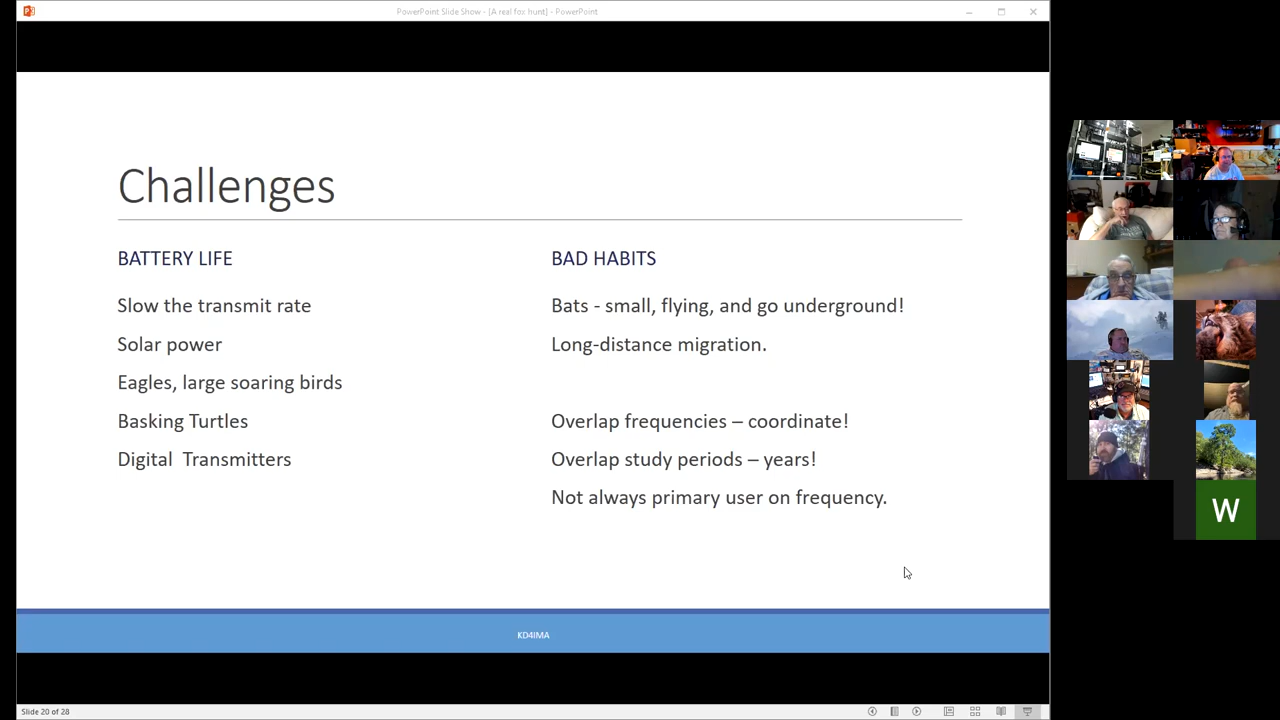 PowerPoint Slide Show - [A real fox hunt] - PowerPoint
Challenges
BATTERY LIFE
Slow the transmit rate
Solar power
Eagles, large soaring birds
Basking Turtles
Digital Transmitters
BAD HABITS
Bats - small, flying, and go underground!
Long-distance migration.
Overlap frequencies – coordinate!
Overlap study periods – years!
Not always primary user on frequency.
KD4IMA
Slide 20 of 28
W